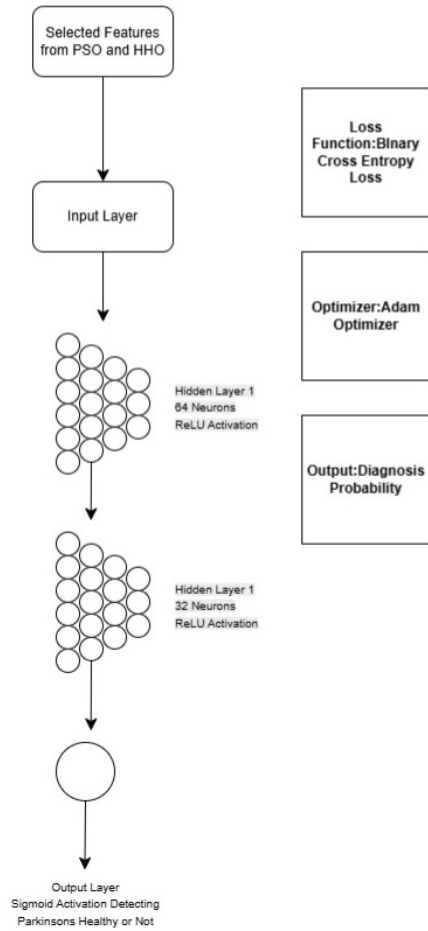 Selected Features
from PSO and HHO
Input Layer
Hidden Layer 1
64 Neurons
ReLU Activation
Hidden Layer 1
32 Neurons
ReLU Activation
Output Layer
Sigmoid Activation Detecting
Parkinsons Healthy or Not
Loss
Function:BInary
Cross Entropy
Loss
Optimizer:Adam
Optimizer
Output:Diagnosis
Probability